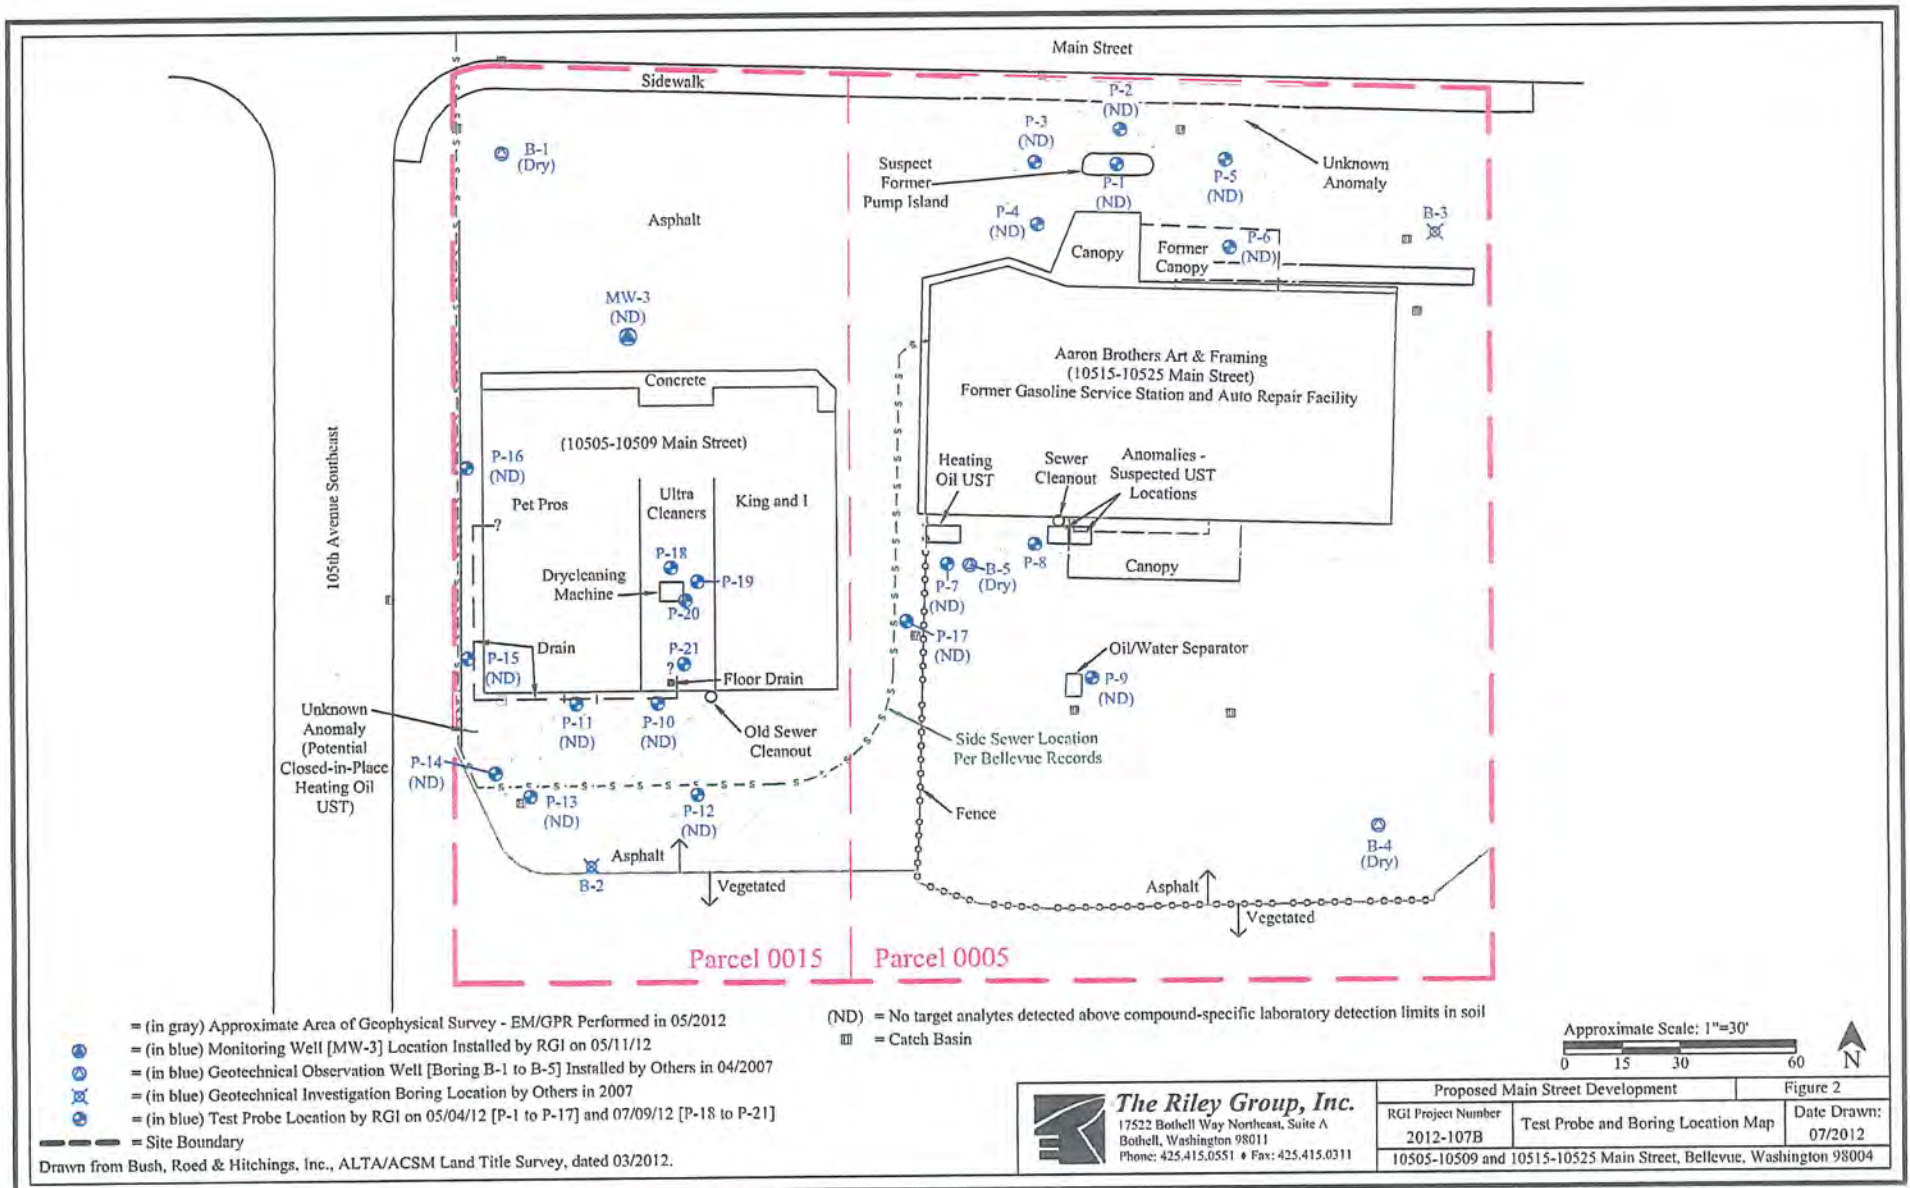 Main Street
Sidewalk
P-2
(ND)
P-3
(ND)
B-1
(Dry)
Suspect
Former
Pump Island
P-1
(ND)
P-5
(ND)
Unknown
Anomaly
Asphalt
P-4
(ND)
B-3
Canopy
Former
Canopy
P-6
(ND)
MW-3
(ND)
Aaron Brothers Art & Framing
(10515-10525 Main Street)
Former Gasoline Service Station and Auto Repair Facility
Concrete
(10505-10509 Main Street)
105th Avenue Southeast
P-16
(ND)
Pet Pros
?
Ultra
Cleaners
King and I
Heating
Oil UST
Sewer
Cleanout
Anomalies -
Suspected UST
Locations
P-18
P-19
Drycleaning
Machine
P-20
P-7
(ND)
B-5
(Dry)
P-8
Canopy
P-17
(ND)
P-15
(ND)
Drain
P-21
?
Floor Drain
Oil/Water Separator
P-9
(ND)
Unknown
Anomaly
(Potential
Closed-in-Place
Heating Oil
UST)
P-11
(ND)
P-10
(ND)
Old Sewer
Cleanout
Side Sewer Location
Per Bellevue Records
P-14
(ND)
P-13
(ND)
P-12
(ND)
Fence
B-4
(Dry)
Asphalt
B-2
Vegetated
Asphalt
Vegetated
Parcel 0015
Parcel 0005
= (in gray) Approximate Area of Geophysical Survey - EM/GPR Performed in 05/2012
= (in blue) Monitoring Well [MW-3] Location Installed by RGI on 05/11/12
= (in blue) Geotechnical Observation Well [Boring B-1 to B-5] Installed by Others in 04/2007
= (in blue) Geotechnical Investigation Boring Location by Others in 2007
= (in blue) Test Probe Location by RGI on 05/04/12 [P-1 to P-17] and 07/09/12 [P-18 to P-21]
= Site Boundary
Drawn from Bush, Roed & Hitchings, Inc., ALTA/ACSM Land Title Survey, dated 03/2012.
(ND) = No target analytes detected above compound-specific laboratory detection limits in soil
= Catch Basin
Approximate Scale: 1"=30'
0 15 30 60
N
The Riley Group, Inc.
17522 Bothell Way Northeast, Suite A
Bothell, Washington 98011
Phone: 425.415.0551 ♦ Fax: 425.415.0311
Proposed Main Street Development
Figure 2
RGI Project Number
2012-107B
Test Probe and Boring Location Map
Date Drawn:
07/2012
10505-10509 and 10515-10525 Main Street, Bellevue, Washington 98004